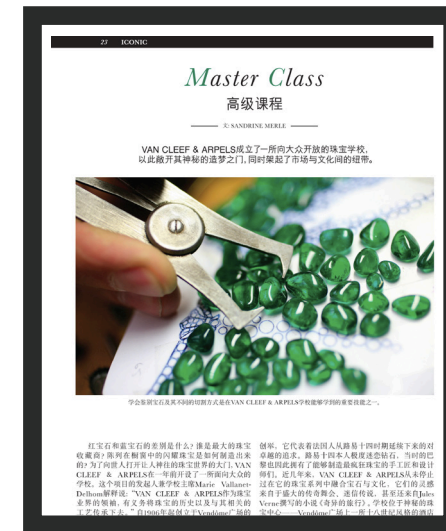 23 ICONIC
Master Class
高级课程
文: SANDRINE MERLE
VAN CLEEF & ARPELS成立了一所向大众开放的珠宝学校,
以此敞开其神秘的造梦之门,同时架起了市场与文化间的纽带。
学会鉴别宝石及其不同的切割方式是在VAN CLEEF & ARPELS学校能够学到的重要技能之一。
红宝石和蓝宝石的差别是什么? 谁是最大的珠宝
收藏商? 陈列在橱窗中的闪耀珠宝是如何制造出来
的? 为了向世人打开让人神往的珠宝世界的大门, VAN
CLEEF & ARPELS在一年前开设了一所面向大众的
学校。这个项目的发起人兼学校主席Marie Vallanet-
Delhom解释说: "VAN CLEEF & ARPELS作为珠宝
业界的领袖, 有义务将珠宝的历史以及与其相关的
工艺传承下去。" 自1906年起创立于Vendôme广场的
创举。它代表着法国人从路易十四时期延续下来的对
卓越的追求。路易十四本人极度迷恋钻石。当时的巴
黎也因此拥有了能够制造最疯狂珠宝的手工匠和设计
师们。近几年来, VAN CLEEF & ARPELS从未停止
过在它的珠宝系列中融合宝石与文化, 它们的灵感
来自于盛大的传奇舞会、迷信传说, 甚至还来自Jules
Verne撰写的小说《奇异的旅行》。学校位于神秘的珠
宝中心——Vendôme广场上一所十八世纪风格的酒店